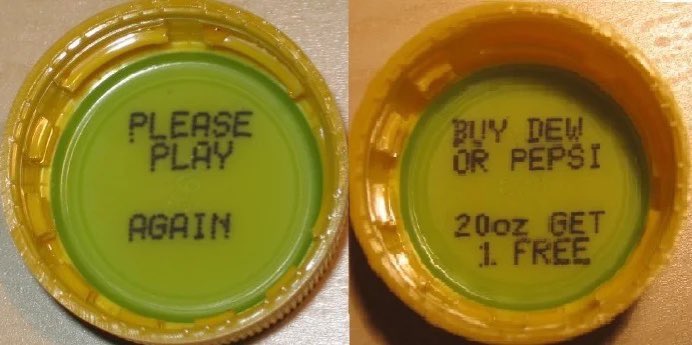 PLEASE
PLAY
AGAIN
BUY DEW
OR PEPSI
20oz GET
1 FREE